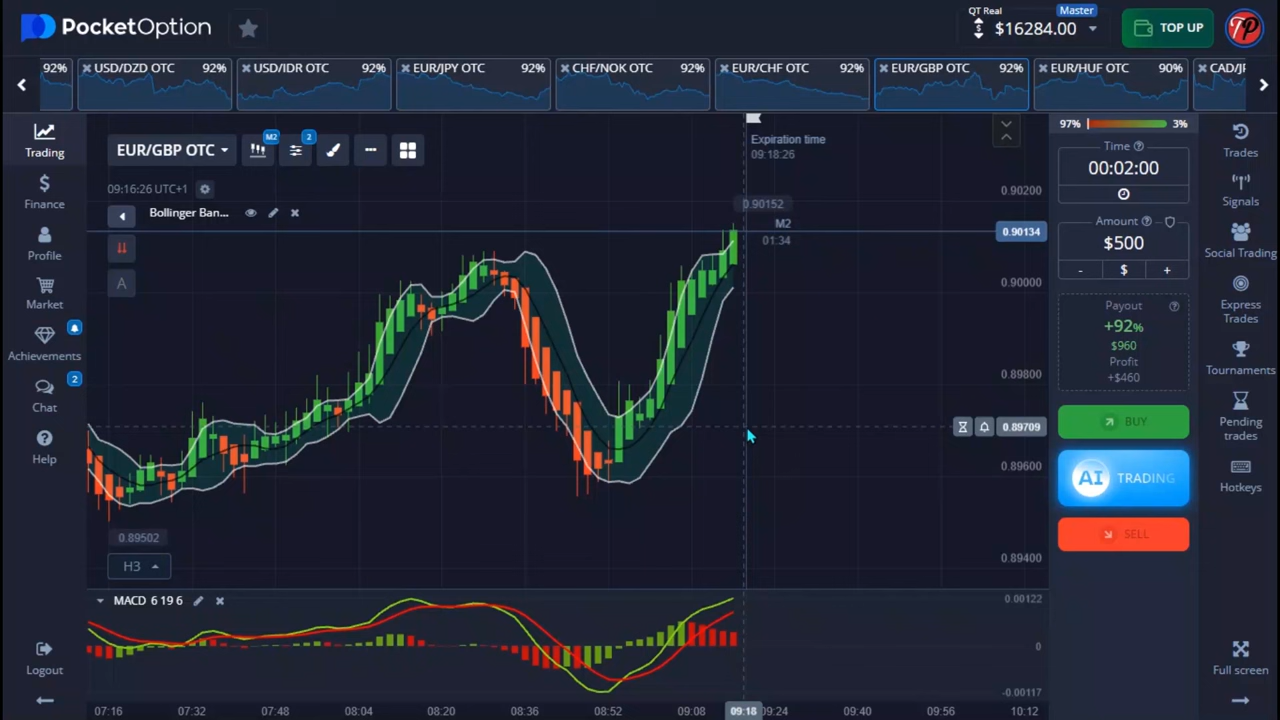 PocketOption
QT Real
Master
$16284.00
TOP UP
92%
USD/DZD OTC 92%
USD/IDR OTC 92%
EUR/JPY OTC 92%
CHF/NOK OTC 92%
EUR/CHF OTC 92%
EUR/GBP OTC 92%
EUR/HUF OTC 90%
CAD/J
Trading
Finance
Profile
Market
Achievements
2
Chat
Help
Logout
EUR/GBP OTC
M2
2
09:16:26 UTC+1
Bollinger Ban...
A
Expiration time
09:18:26
0.90152
M2
01:34
0.90200
0.90134
0.90000
0.89800
0.89709
0.89600
0.89400
0.89502
H3
MACD 6 19 6
0.00122
0
-0.00117
07:16 07:32 07:48 08:04 08:20 08:36 08:52 09:08 09:18 09:24 09:40 09:56 10:12
97% 3%
Time
00:02:00
Amount
$500
- $ +
Payout
+92%
$960
Profit
+$460
BUY
AI TRADING
SELL
Trades
Signals
Social Trading
Express
Trades
Tournaments
Pending
trades
Hotkeys
Full screen